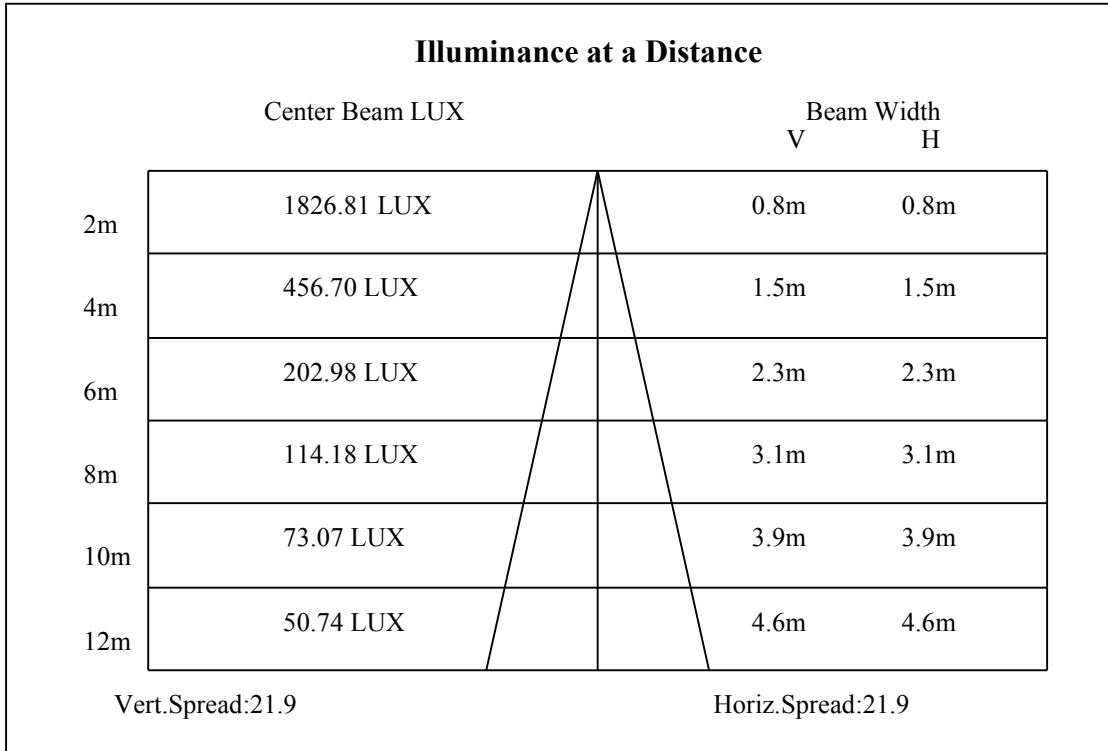 Illuminance at a Distance
Center Beam LUX Beam Width
V H
2m 1826.81 LUX 0.8m 0.8m
4m 456.70 LUX 1.5m 1.5m
6m 202.98 LUX 2.3m 2.3m
8m 114.18 LUX 3.1m 3.1m
10m 73.07 LUX 3.9m 3.9m
12m 50.74 LUX 4.6m 4.6m
Vert.Spread:21.9 Horiz.Spread:21.9